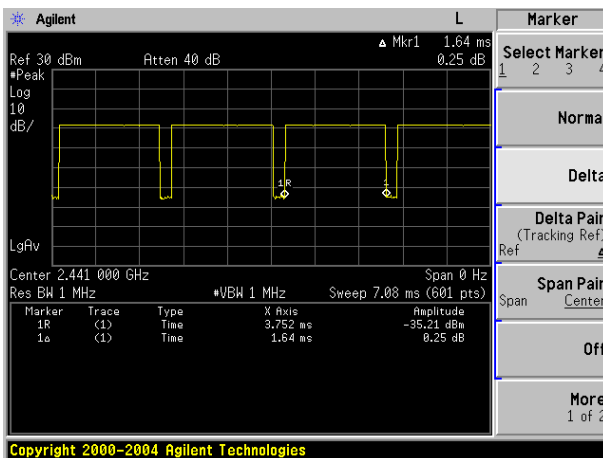 Agilent L Marker
Δ Mkr1 1.64 ms
Ref 30 dBm Atten 40 dB 0.25 dB
#Peak
Log
10
dB/
1R
1
LgAv
Center 2.441 000 GHz Span 0 Hz
Res BW 1 MHz #VBW 1 MHz Sweep 7.08 ms (601 pts)
Marker Trace Type X Axis Amplitude
1R (1) Time 3.752 ms -35.21 dBm
1Δ (1) Time 1.64 ms 0.25 dB
Select Marker
1 2 3 4
Norma
Delta
Delta Pair
(Tracking Ref)
Ref Δ
Span Pair
Span Center
Off
More
1 of 2
Copyright 2000-2004 Agilent Technologies